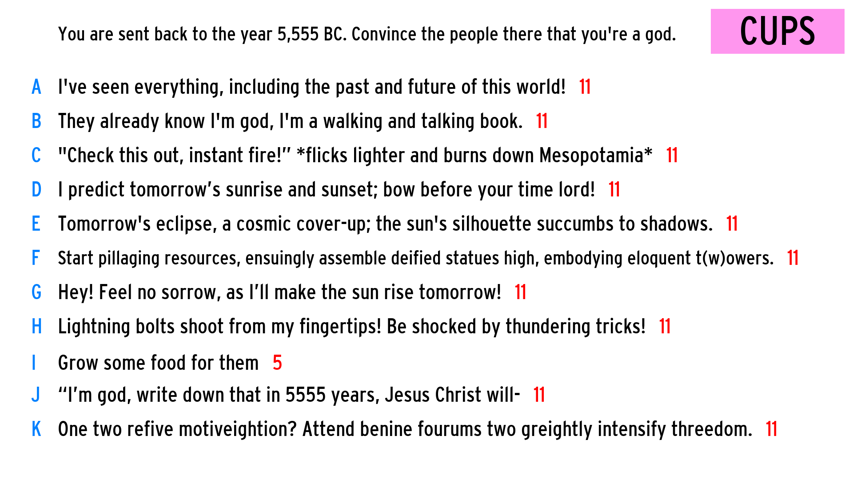 You are sent back to the year 5,555 BC. Convince the people there that you're a god.
CUPS
A I've seen everything, including the past and future of this world! 11
B They already know I'm god, I'm a walking and talking book. 11
C "Check this out, instant fire!” *flicks lighter and burns down Mesopotamia* 11
D I predict tomorrow’s sunrise and sunset; bow before your time lord! 11
E Tomorrow's eclipse, a cosmic cover-up; the sun's silhouette succumbs to shadows. 11
F Start pillaging resources, ensuingly assemble deified statues high, embodying eloquent t(w)owers. 11
G Hey! Feel no sorrow, as I’ll make the sun rise tomorrow! 11
H Lightning bolts shoot from my fingertips! Be shocked by thundering tricks! 11
I Grow some food for them 5
J “I’m god, write down that in 5555 years, Jesus Christ will- 11
K One two refive motiveightion? Attend benine fourums two greightly intensify threedom. 11